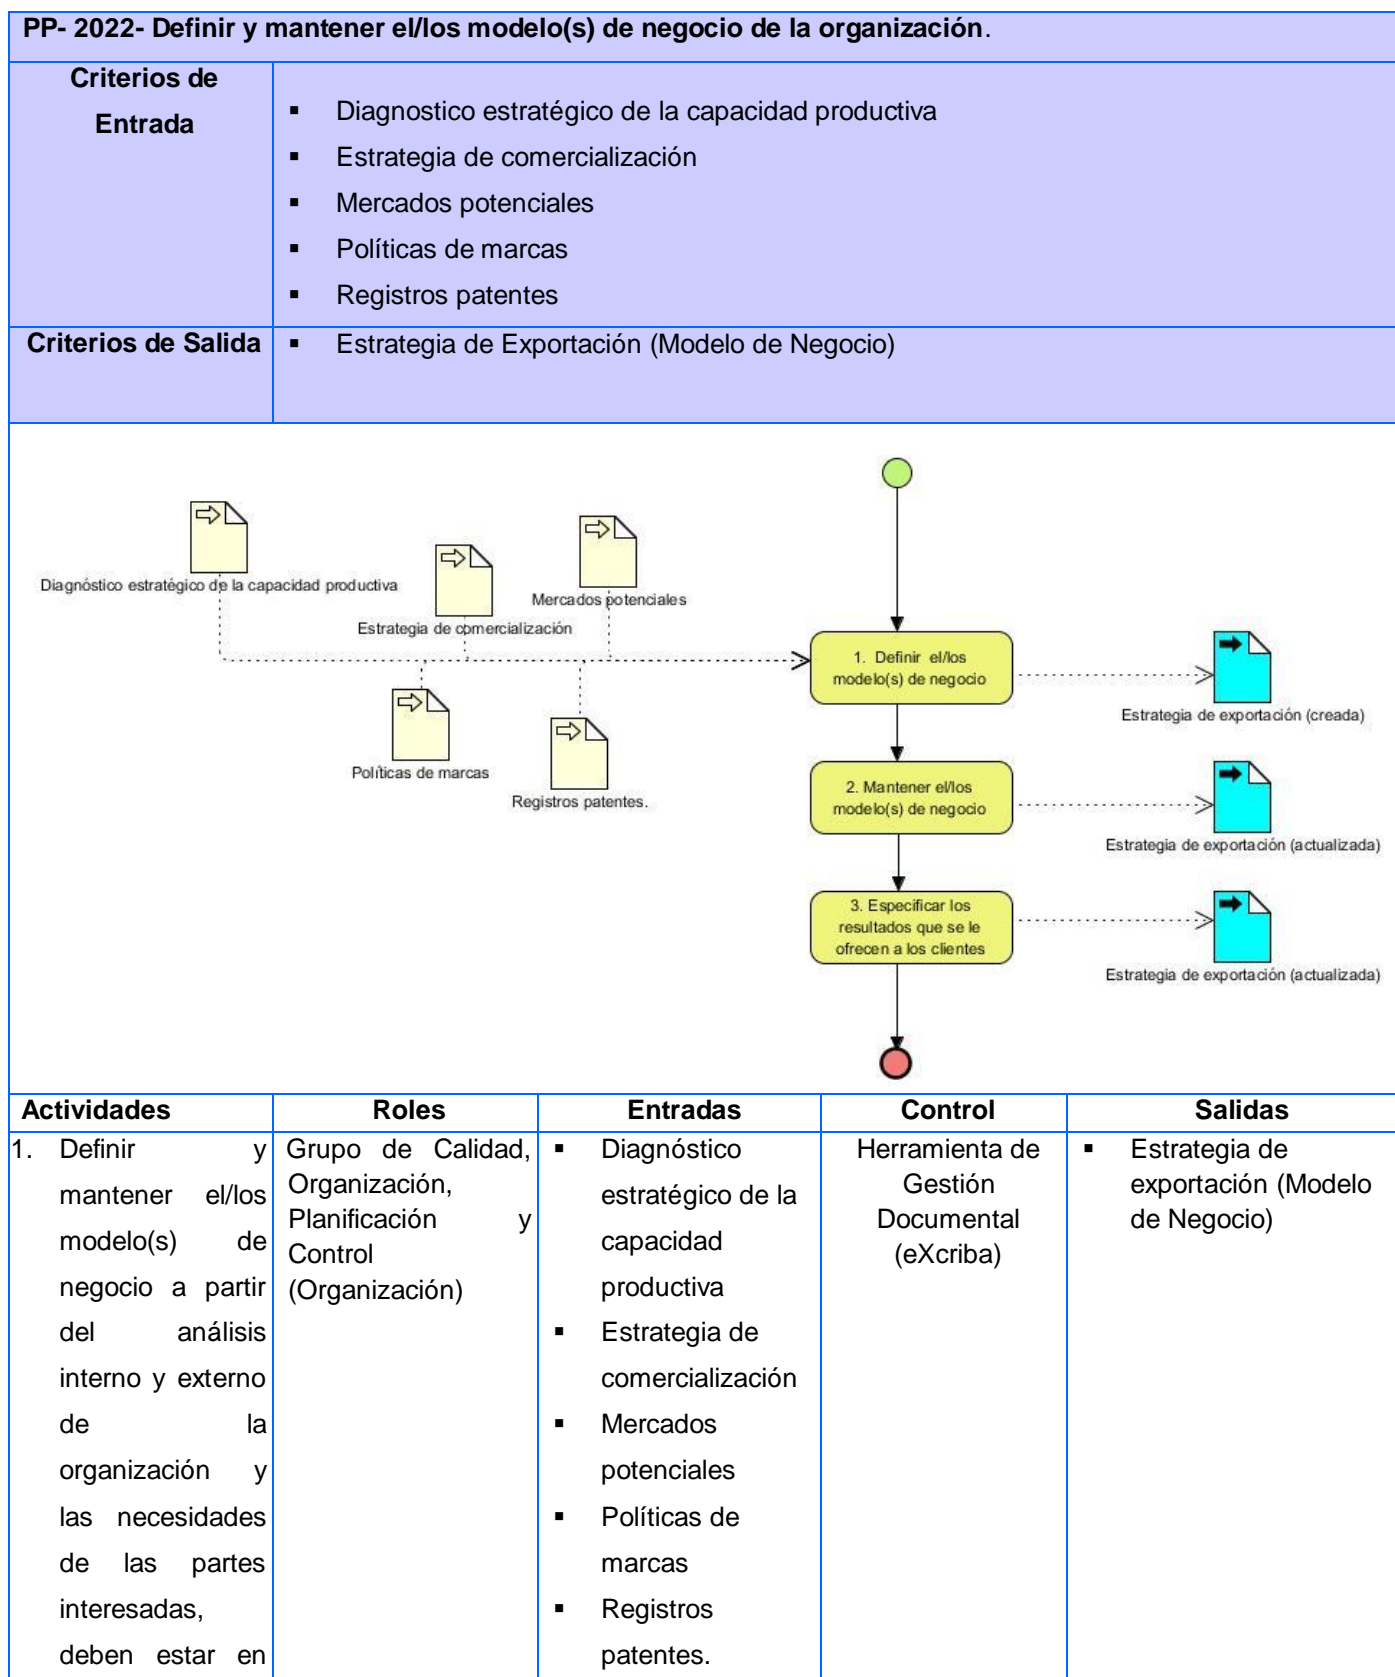 PP- 2022- Definir y mantener el/los modelo(s) de negocio de la organización.
Criterios de
Entrada
▪ Diagnostico estratégico de la capacidad productiva
▪ Estrategia de comercialización
▪ Mercados potenciales
▪ Políticas de marcas
▪ Registros patentes
Criterios de Salida
▪ Estrategia de Exportación (Modelo de Negocio)
Diagnóstico estratégico de la capacidad productiva
Estrategia de comercialización
Mercados potenciales
Políticas de marcas
Registros patentes.
1. Definir el/los
modelo(s) de negocio
Estrategia de exportación (creada)
2. Mantener el/los
modelo(s) de negocio
Estrategia de exportación (actualizada)
3. Especificar los
resultados que se le
ofrecen a los clientes
Estrategia de exportación (actualizada)
Actividades
Roles
Entradas
Control
Salidas
1. Definir y
mantener el/los
modelo(s) de
negocio a partir
del análisis
interno y externo
de la
organización y
las necesidades
de las partes
interesadas,
deben estar en
Grupo de Calidad,
Organización,
Planificación y
Control
(Organización)
▪ Diagnóstico
estratégico de la
capacidad
productiva
▪ Estrategia de
comercialización
▪ Mercados
potenciales
▪ Políticas de
marcas
▪ Registros
patentes.
Herramienta de
Gestión
Documental
(eXcriba)
▪ Estrategia de
exportación (Modelo
de Negocio)